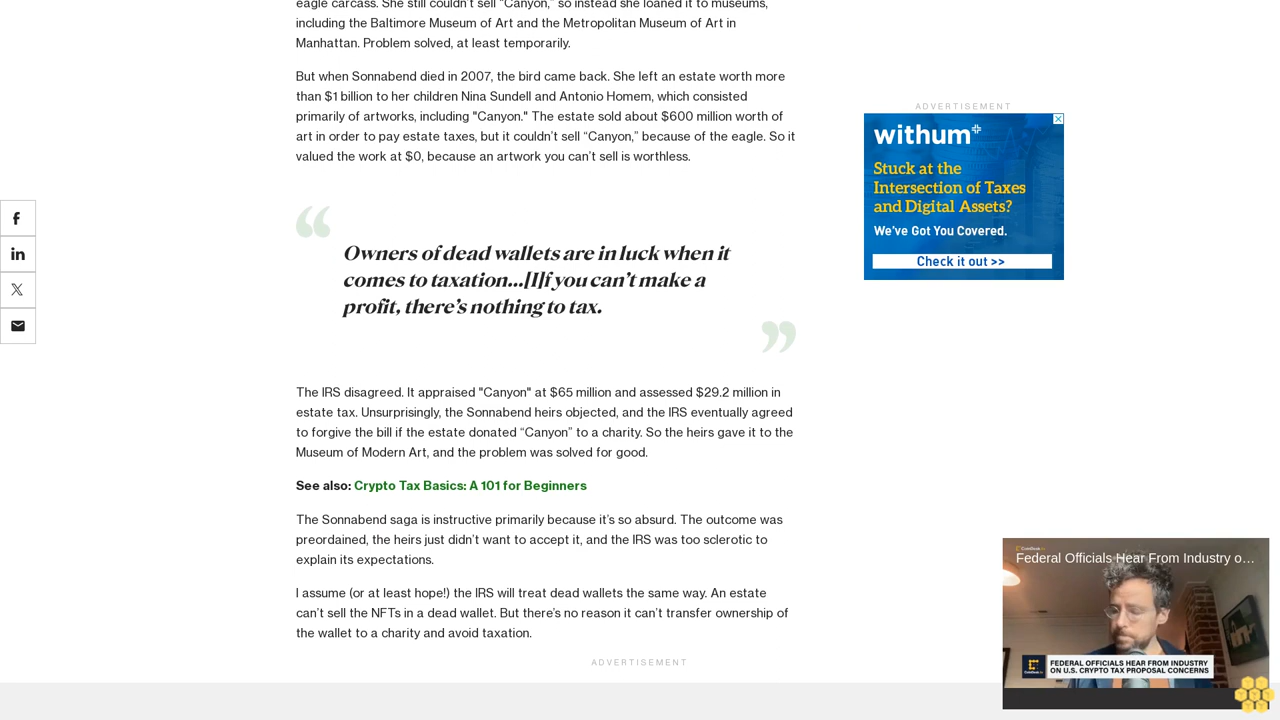 eagle carcass. She still couldn’t sell “Canyon,” so instead she loaned it to museums,
including the Baltimore Museum of Art and the Metropolitan Museum of Art in
Manhattan. Problem solved, at least temporarily.
But when Sonnabend died in 2007, the bird came back. She left an estate worth more
than $1 billion to her children Nina Sundell and Antonio Homem, which consisted
primarily of artworks, including "Canyon." The estate sold about $600 million worth of
art in order to pay estate taxes, but it couldn’t sell “Canyon,” because of the eagle. So it
valued the work at $0, because an artwork you can’t sell is worthless.
“
Owners of dead wallets are in luck when it
comes to taxation…[I]f you can’t make a
profit, there’s nothing to tax.
”
The IRS disagreed. It appraised "Canyon" at $65 million and assessed $29.2 million in
estate tax. Unsurprisingly, the Sonnabend heirs objected, and the IRS eventually agreed
to forgive the bill if the estate donated “Canyon” to a charity. So the heirs gave it to the
Museum of Modern Art, and the problem was solved for good.
See also: Crypto Tax Basics: A 101 for Beginners
The Sonnabend saga is instructive primarily because it’s so absurd. The outcome was
preordained, the heirs just didn’t want to accept it, and the IRS was too sclerotic to
explain its expectations.
I assume (or at least hope!) the IRS will treat dead wallets the same way. An estate
can’t sell the NFTs in a dead wallet. But there’s no reason it can’t transfer ownership of
the wallet to a charity and avoid taxation.
ADVERTISEMENT
ADVERTISEMENT
withum+
Stuck at the
Intersection of Taxes
and Digital Assets?
We’ve Got You Covered.
Check it out >>
Federal Officials Hear From Industry o…
FEDERAL OFFICIALS HEAR FROM INDUSTRY
ON U.S. CRYPTO TAX PROPOSAL CONCERNS